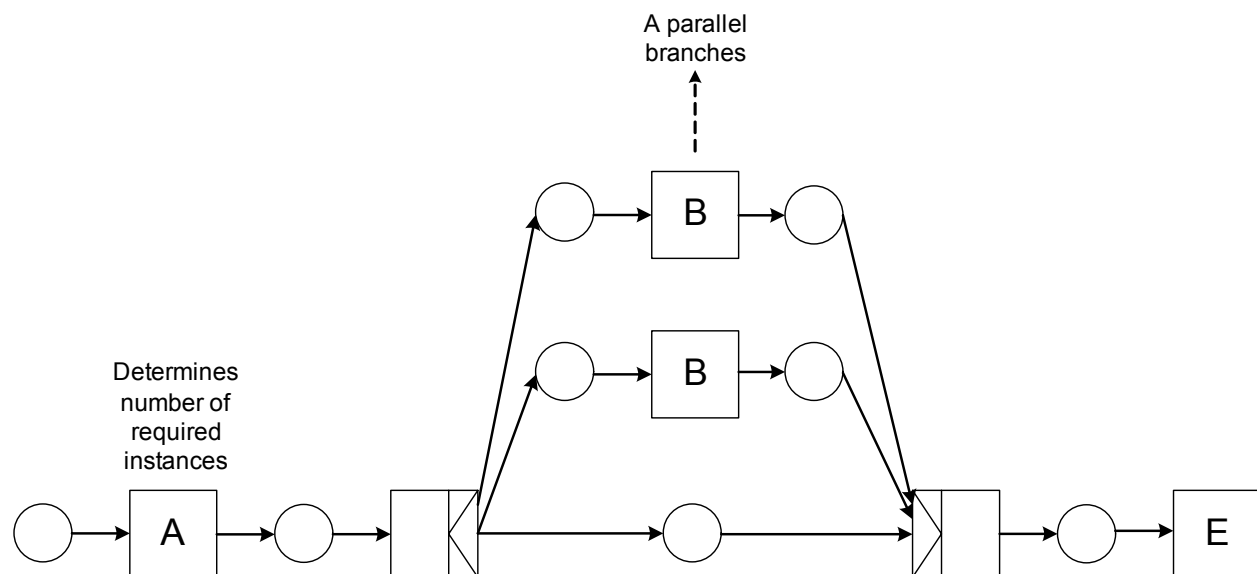 A parallel
branches
B
B
Determines
number of
required
instances
A
E